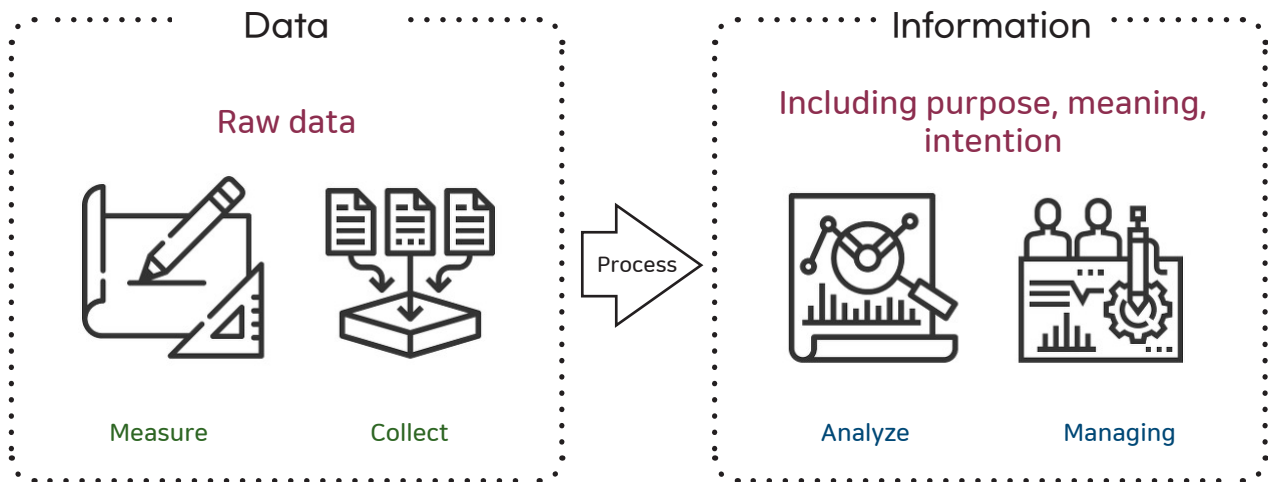 Data
Raw data
Measure
Collect
Process
Information
Including purpose, meaning,
intention
Analyze
Managing